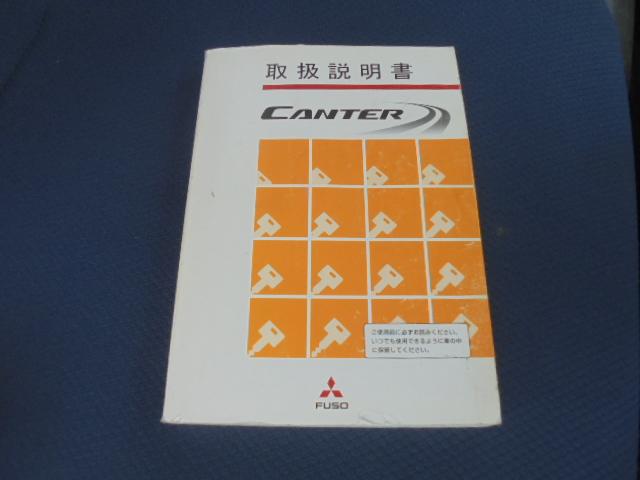 取扱説明書
CANTER
ご使用前に必ずお読みください。
いつでも使用できるように車の中
に保管してください。
FUSO